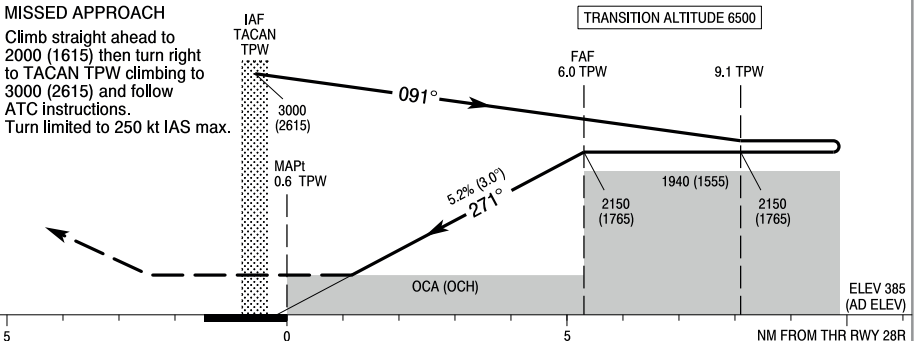 MISSED APPROACH
Climb straight ahead to
2000 (1615) then turn right
to TACAN TPW climbing to
3000 (2615) and follow
ATC instructions.
Turn limited to 250 kt IAS max.
IAF
TACAN
TPW
TRANSITION ALTITUDE 6500
FAF
6.0 TPW
9.1 TPW
091°
3000
(2615)
MAPt
0.6 TPW
5.2% (3.0°)
271°
1940 (1555)
2150
(1765)
2150
(1765)
OCA (OCH)
ELEV 385
(AD ELEV)
5
0
5
NM FROM THR RWY 28R